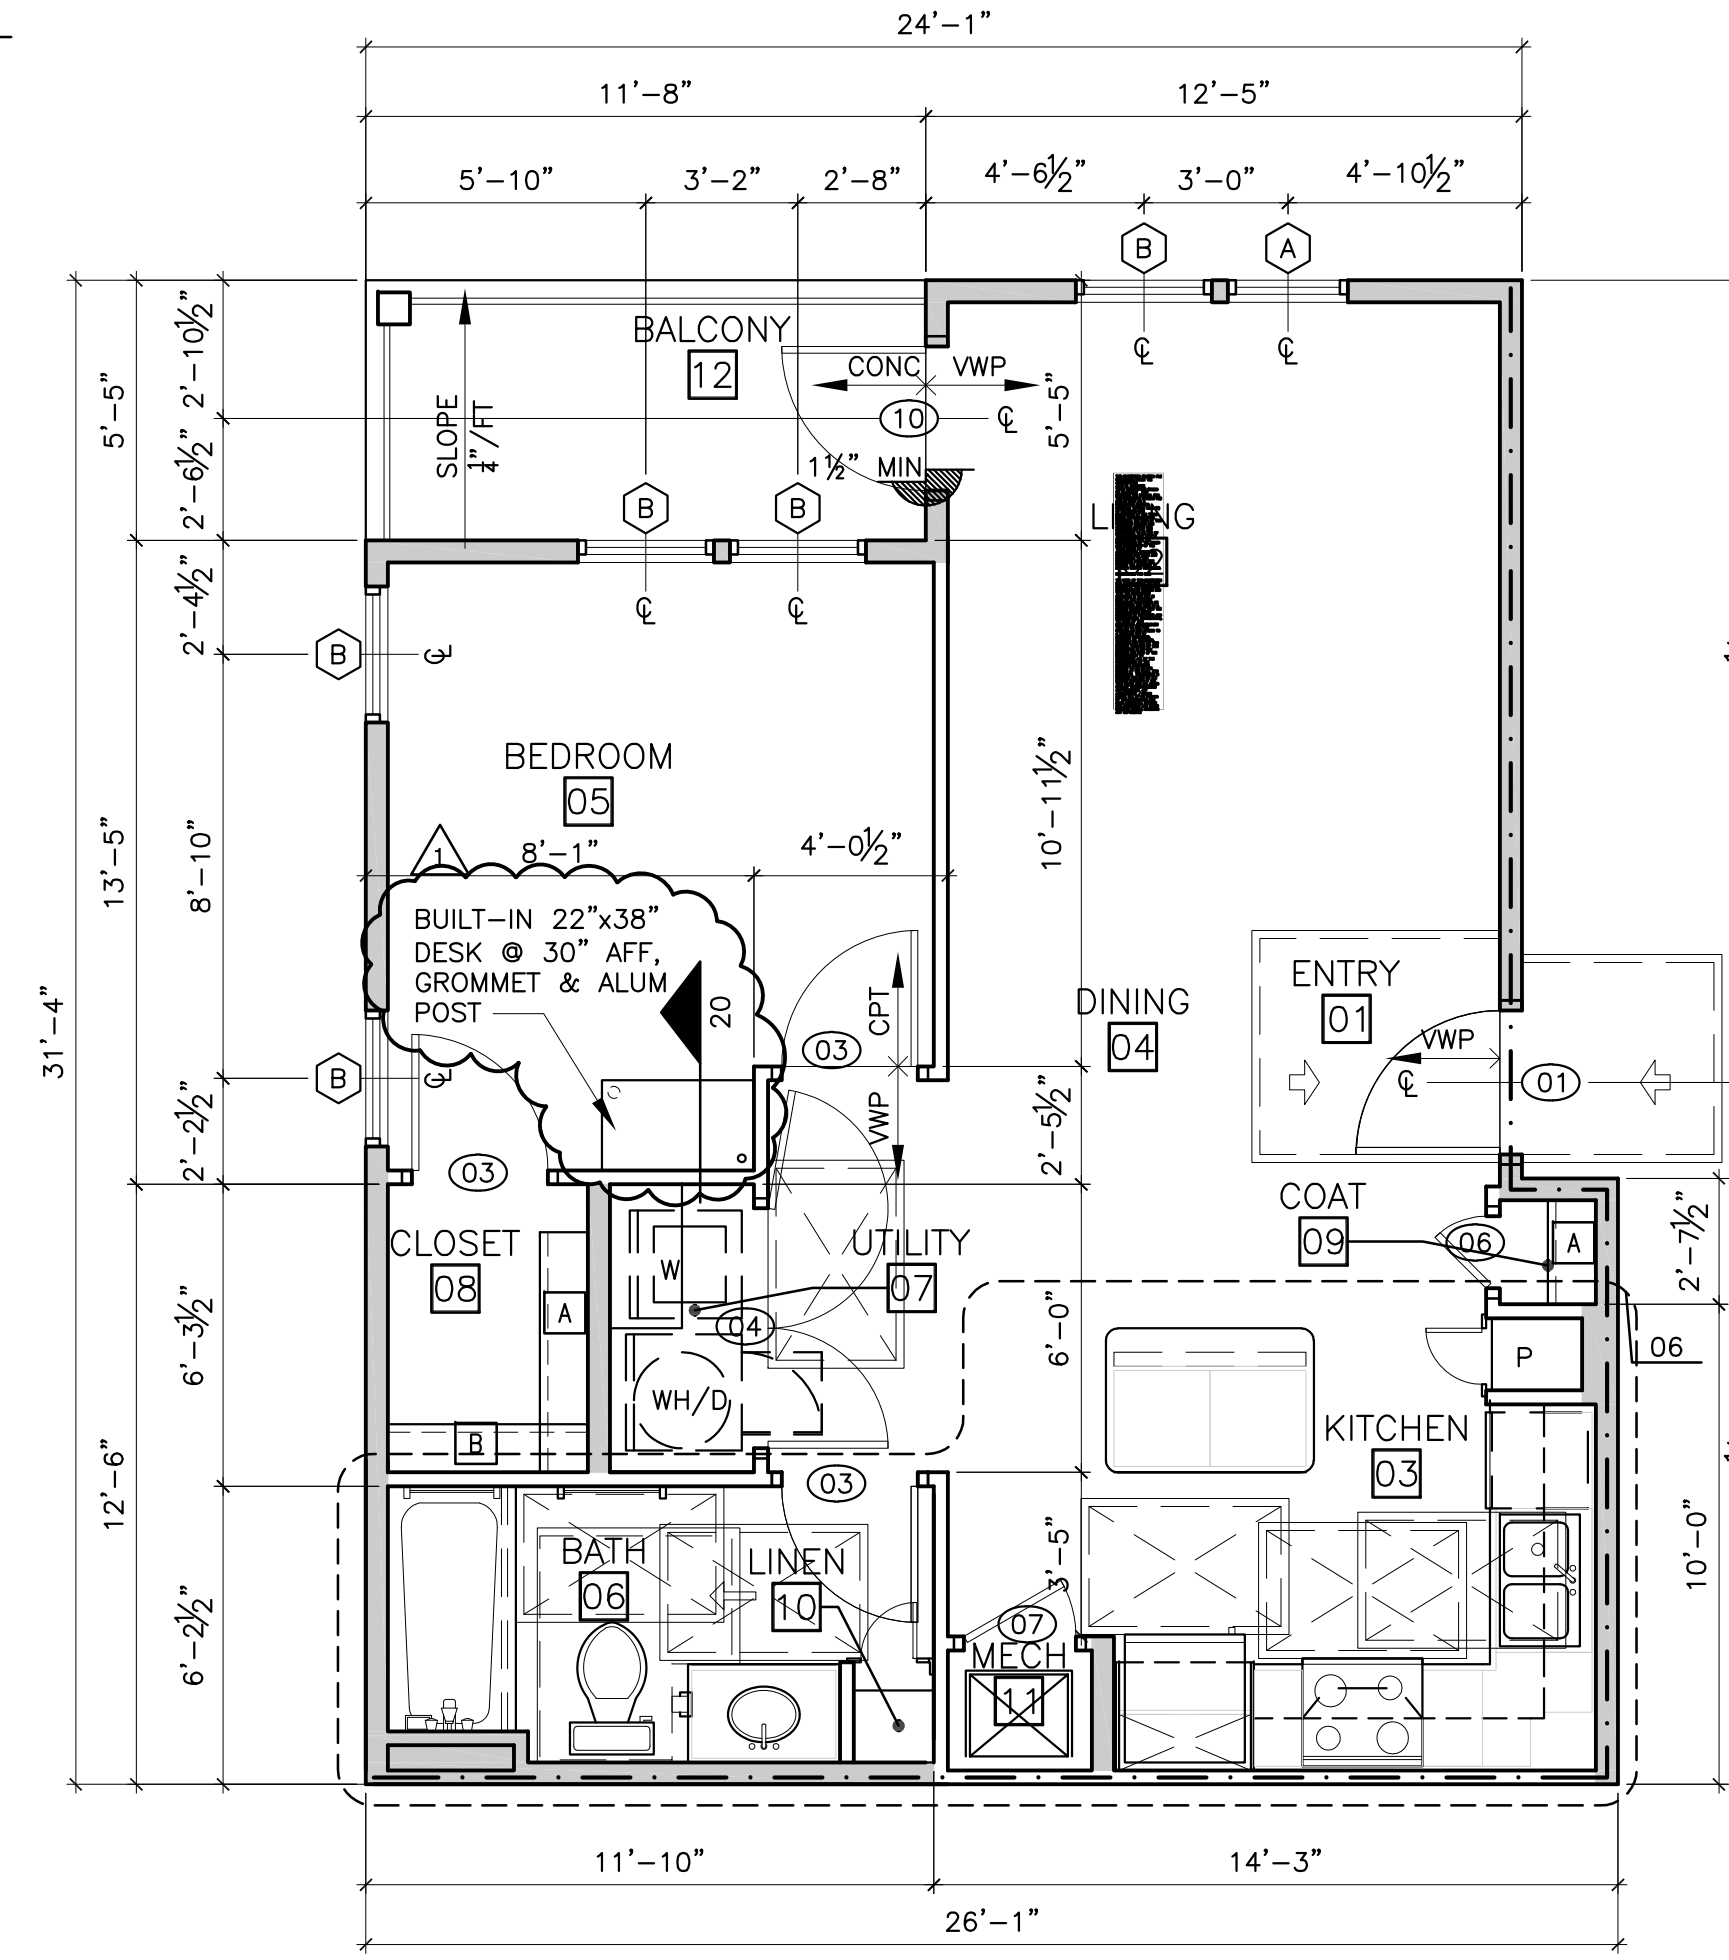 24'-1"
11'-8"
12'-5"
5'-10"
3'-2"
2'-8"
4'-6½"
3'-0"
4'-10½"
B
A
℄
℄
BALCONY
12
CONC
VWP
10
℄
SLOPE
¼"/FT
1½" MIN
B
B
℄
℄
2'-10½"
2'-6½"
5'-5"
5'-5"
2'-4½"
B
℄
BEDROOM
05
1
8'-1"
4'-0½"
10'-11½"
13'-5"
8'-10"
31'-4"
BUILT-IN 22"x38"
DESK @ 30" AFF,
GROMMET & ALUM
POST
20
CPT
03
VWP
DINING
04
ENTRY
01
VWP
℄
01
B
℄
2'-2½"
2'-5½"
03
CLOSET
08
A
B
W
UTILITY
07
04
WH/D
COAT
09
06
A
2'-7½"
06
P
6'-3½"
6'-0"
KITCHEN
03
12'-6"
03
BATH
06
LINEN
10
3'-5"
07
MECH
11
10'-0"
6'-2½"
11'-10"
14'-3"
26'-1"